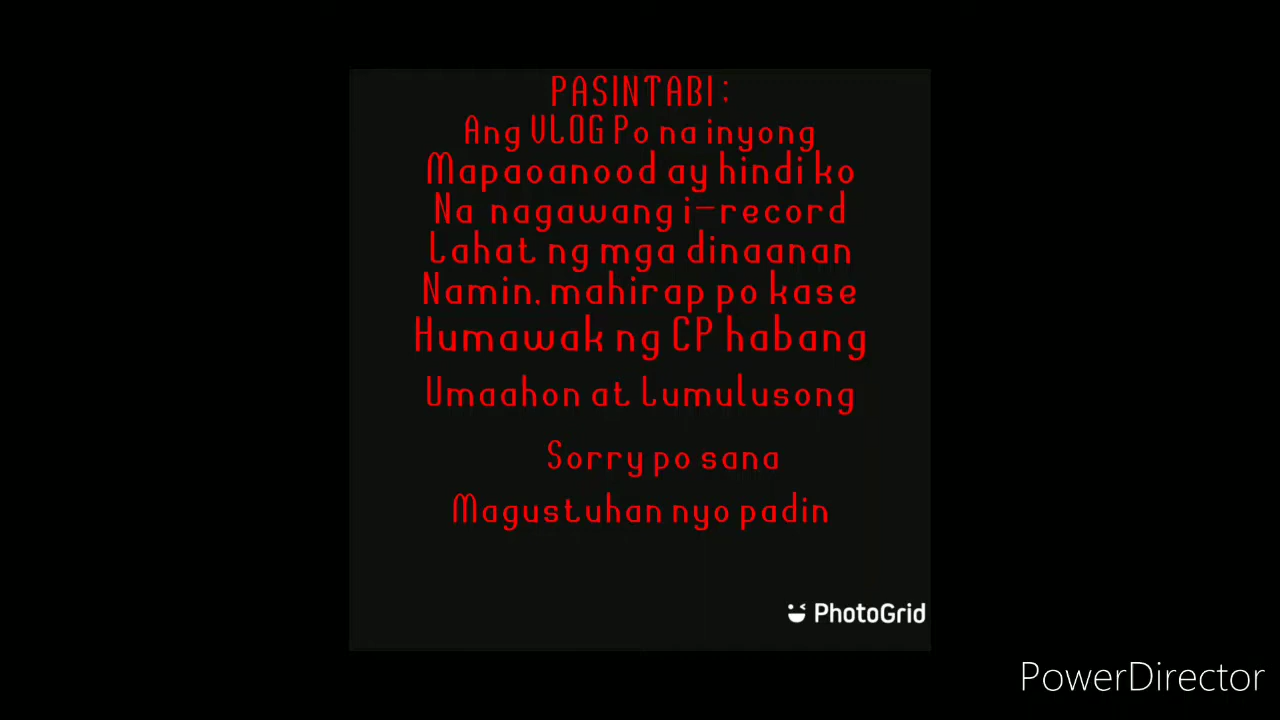 PASINTABI :
Ang VLOG Po na inyong
Mapaoanood ay hindi ko
Na nagawang i-record
Lahat ng mga dinaanan
Namin, mahirap po kase
Humawak ng CP habang
Umaahon at Lumulusong
Sorry po sana
Magustuhan nyo padin
PhotoGrid
PowerDirector